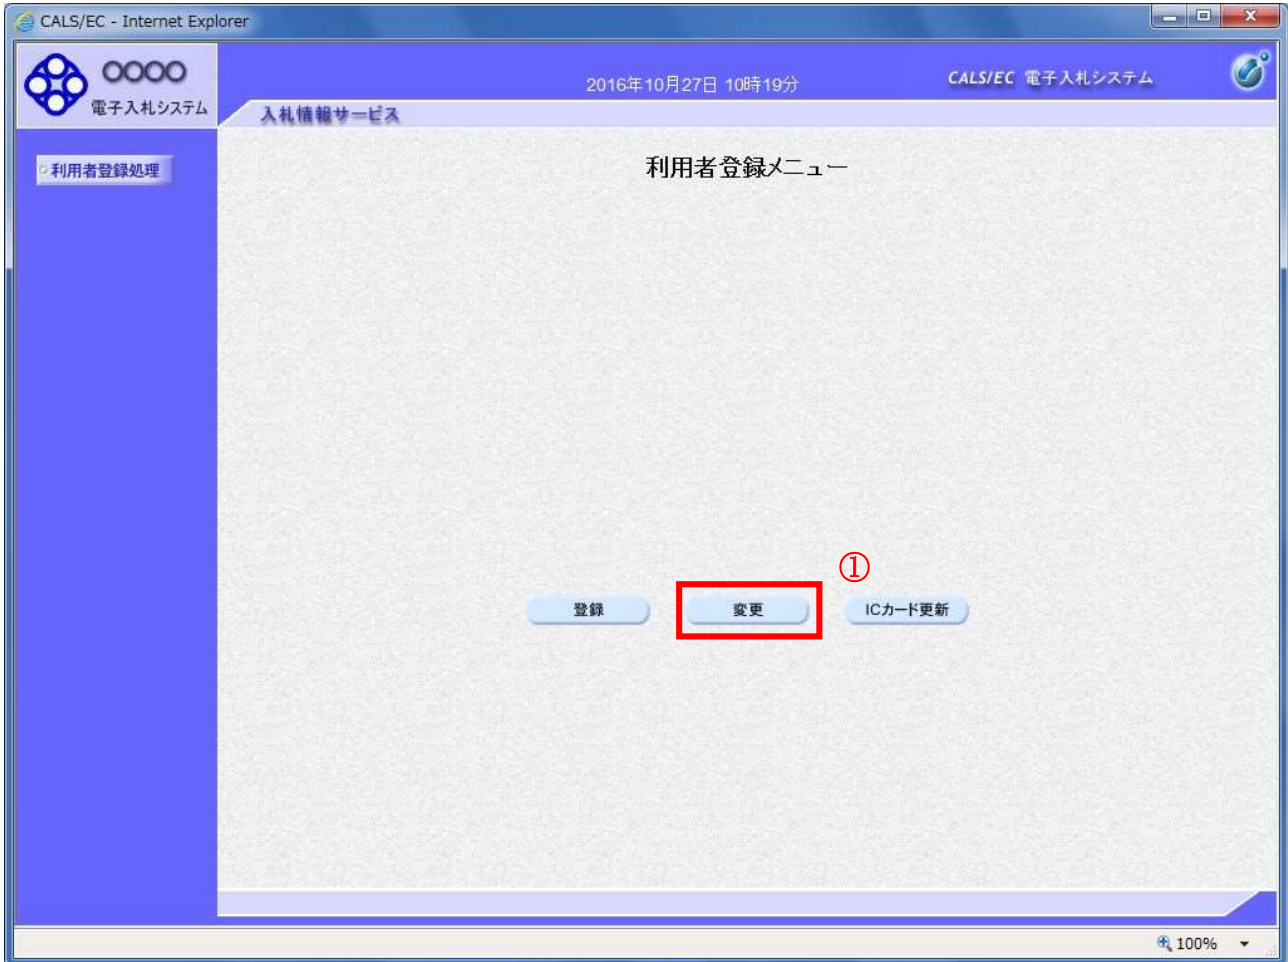 CALS/EC - Internet Explorer
〇〇〇〇
電子入札システム
2016年10月27日 10時19分
CALS/EC 電子入札システム
入札情報サービス
利用者登録処理
利用者登録メニュー
①
登録
変更
ICカード更新
100%